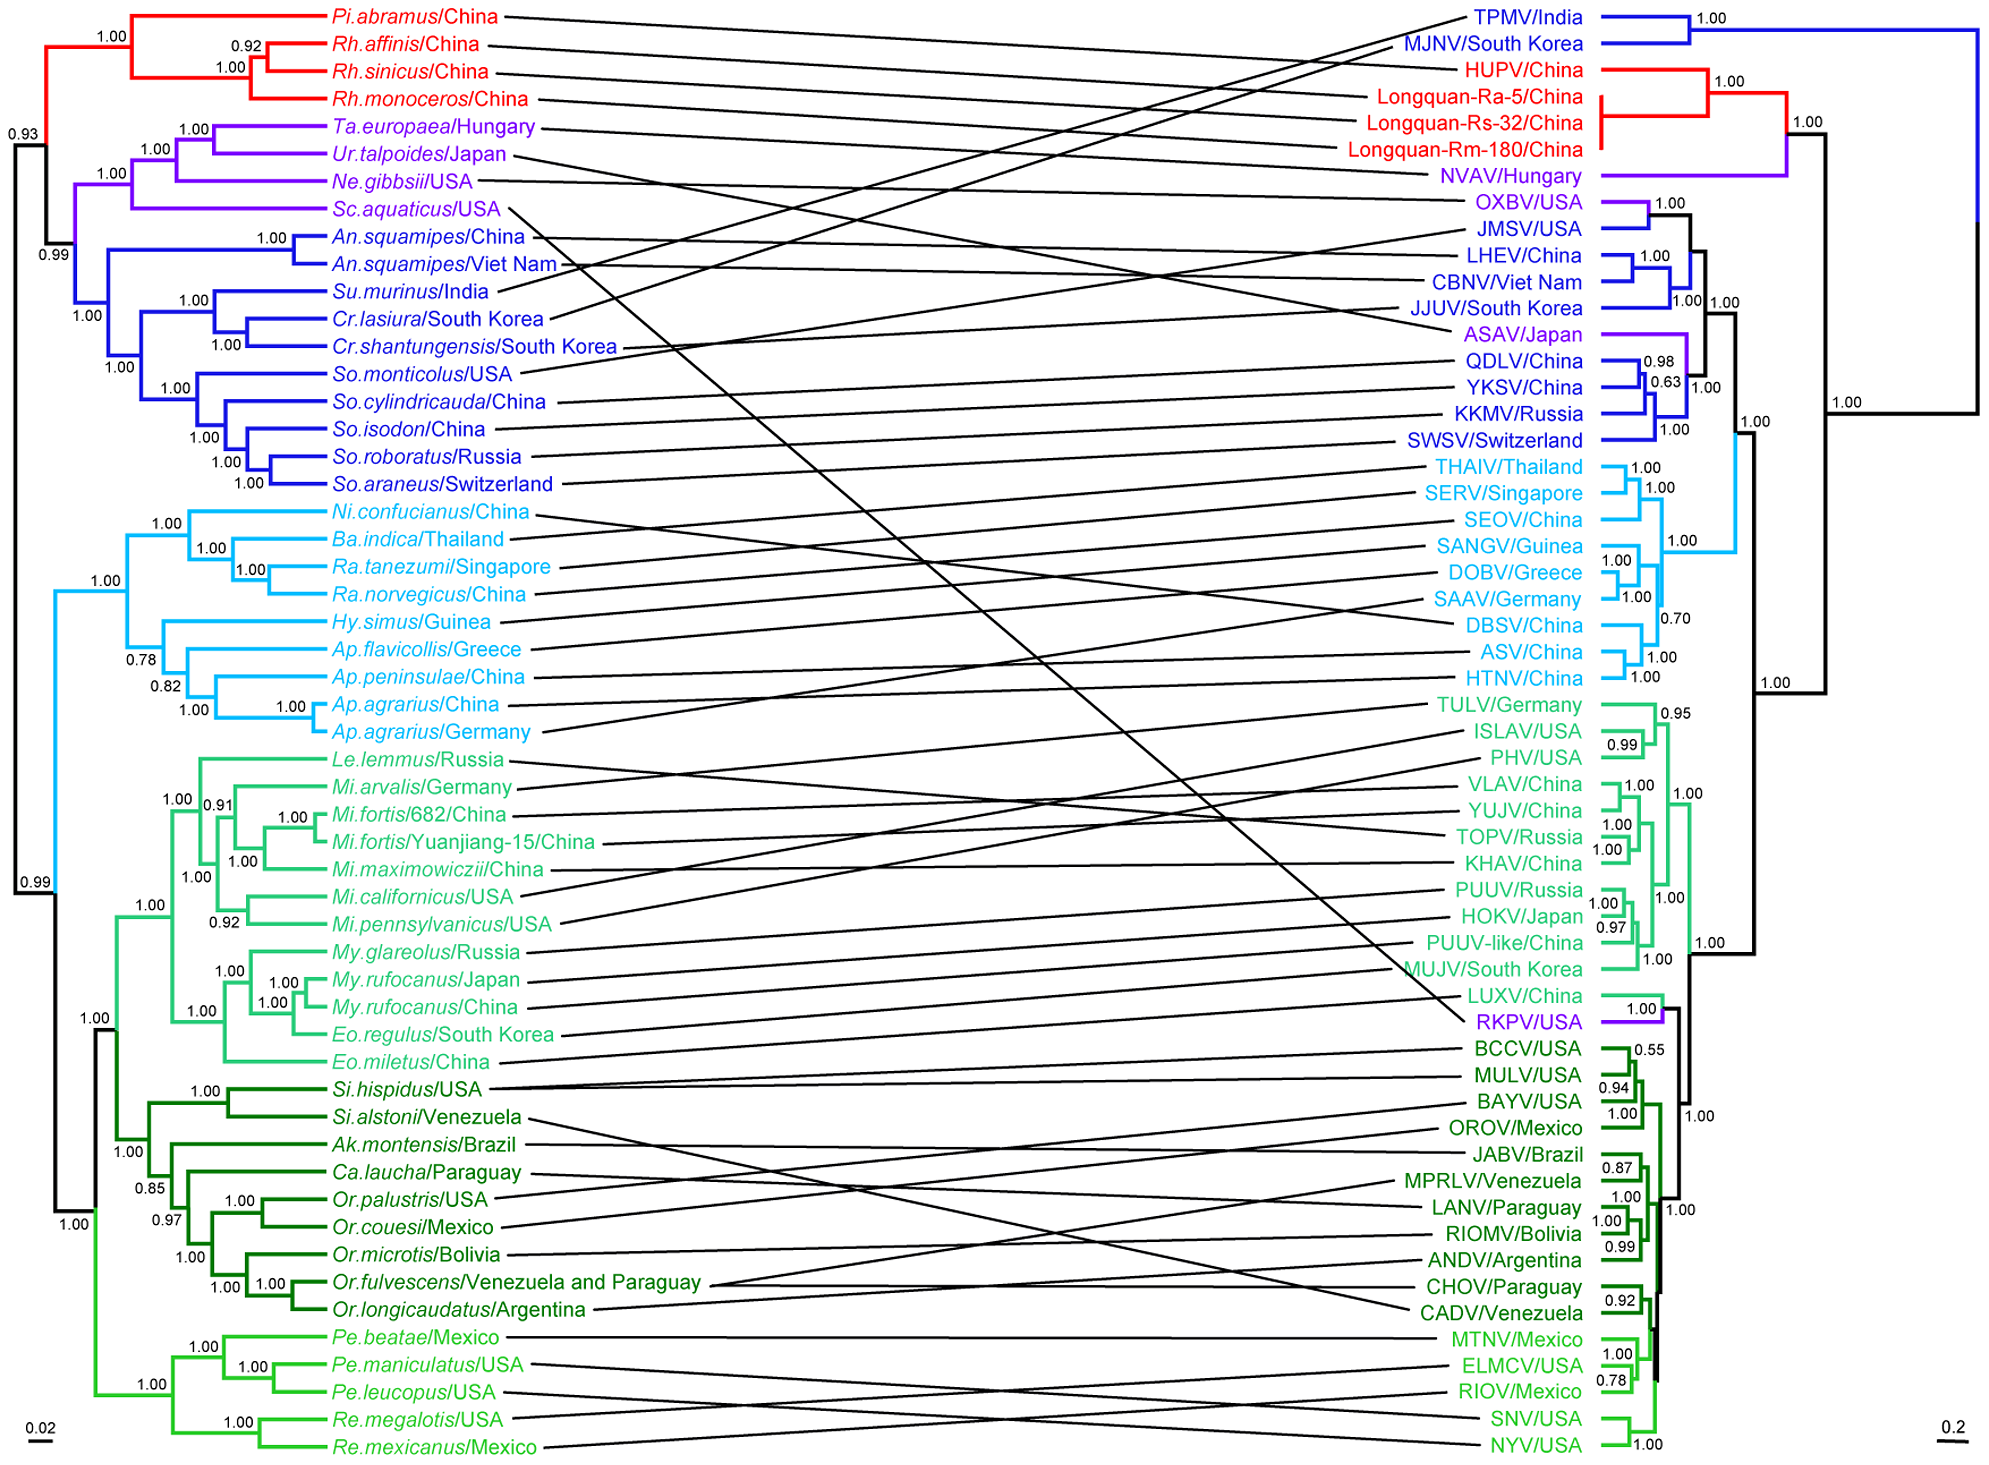 Pi.abramus/China
Rh.affinis/China
Rh.sinicus/China
Rh.monoceros/China
Ta.europaea/Hungary
Ur.talpoides/Japan
Ne.gibbsii/USA
Sc.aquaticus/USA
An.squamipes/China
An.squamipes/Viet Nam
Su.murinus/India
Cr.lasiura/South Korea
Cr.shantungensis/South Korea
So.monticolus/USA
So.cylindricauda/China
So.isodon/China
So.roboratus/Russia
So.araneus/Switzerland
Ni.confucianus/China
Ba.indica/Thailand
Ra.tanezumi/Singapore
Ra.norvegicus/China
Hy.simus/Guinea
Ap.flavicollis/Greece
Ap.peninsulae/China
Ap.agrarius/China
Ap.agrarius/Germany
Le.lemmus/Russia
Mi.arvalis/Germany
Mi.fortis/682/China
Mi.fortis/Yuanjiang-15/China
Mi.maximowiczii/China
Mi.californicus/USA
Mi.pennsylvanicus/USA
My.glareolus/Russia
My.rufocanus/Japan
My.rufocanus/China
Eo.regulus/South Korea
Eo.miletus/China
Si.hispidus/USA
Si.alstoni/Venezuela
Ak.montensis/Brazil
Ca.laucha/Paraguay
Or.palustris/USA
Or.couesi/Mexico
Or.microtis/Bolivia
Or.fulvescens/Venezuela and Paraguay
Or.longicaudatus/Argentina
Pe.beatae/Mexico
Pe.maniculatus/USA
Pe.leucopus/USA
Re.megalotis/USA
Re.mexicanus/Mexico
TPMV/India
MJNV/South Korea
HUPV/China
Longquan-Ra-5/China
Longquan-Rs-32/China
Longquan-Rm-180/China
NVAV/Hungary
OXBV/USA
JMSV/USA
LHEV/China
CBNV/Viet Nam
JJUV/South Korea
ASAV/Japan
QDLV/China
YKSV/China
KKMV/Russia
SWSV/Switzerland
THAIV/Thailand
SERV/Singapore
SEOV/China
SANGV/Guinea
DOBV/Greece
SAAV/Germany
DBSV/China
ASV/China
HTNV/China
TULV/Germany
ISLAV/USA
PHV/USA
VLAV/China
YUJV/China
TOPV/Russia
KHAV/China
PUUV/Russia
HOKV/Japan
PUUV-like/China
MUJV/South Korea
LUXV/China
RKPV/USA
BCCV/USA
MULV/USA
BAYV/USA
OROV/Mexico
JABV/Brazil
MPRLV/Venezuela
LANV/Paraguay
RIOMV/Bolivia
ANDV/Argentina
CHOV/Paraguay
CADV/Venezuela
MTNV/Mexico
ELMCV/USA
RIOV/Mexico
SNV/USA
NYV/USA
1.00
0.92
1.00
0.93
1.00
1.00
1.00
0.99
1.00
1.00
1.00
1.00
1.00
1.00
1.00
1.00
1.00
1.00
1.00
1.00
1.00
0.78
0.82
1.00
1.00
1.00
0.91
1.00
1.00
1.00
0.99
1.00
0.92
1.00
1.00
1.00
1.00
1.00
1.00
1.00
0.85
1.00
0.97
1.00
1.00
1.00
1.00
1.00
1.00
1.00
1.00
0.02
1.00
1.00
1.00
1.00
1.00
1.00
1.00
0.98
0.63
1.00
1.00
1.00
1.00
1.00
1.00
1.00
1.00
1.00
0.70
1.00
1.00
1.00
0.95
0.99
1.00
1.00
1.00
1.00
1.00
1.00
0.97
1.00
1.00
1.00
0.55
0.94
1.00
1.00
0.87
1.00
1.00
1.00
0.99
0.92
1.00
0.78
1.00
0.2